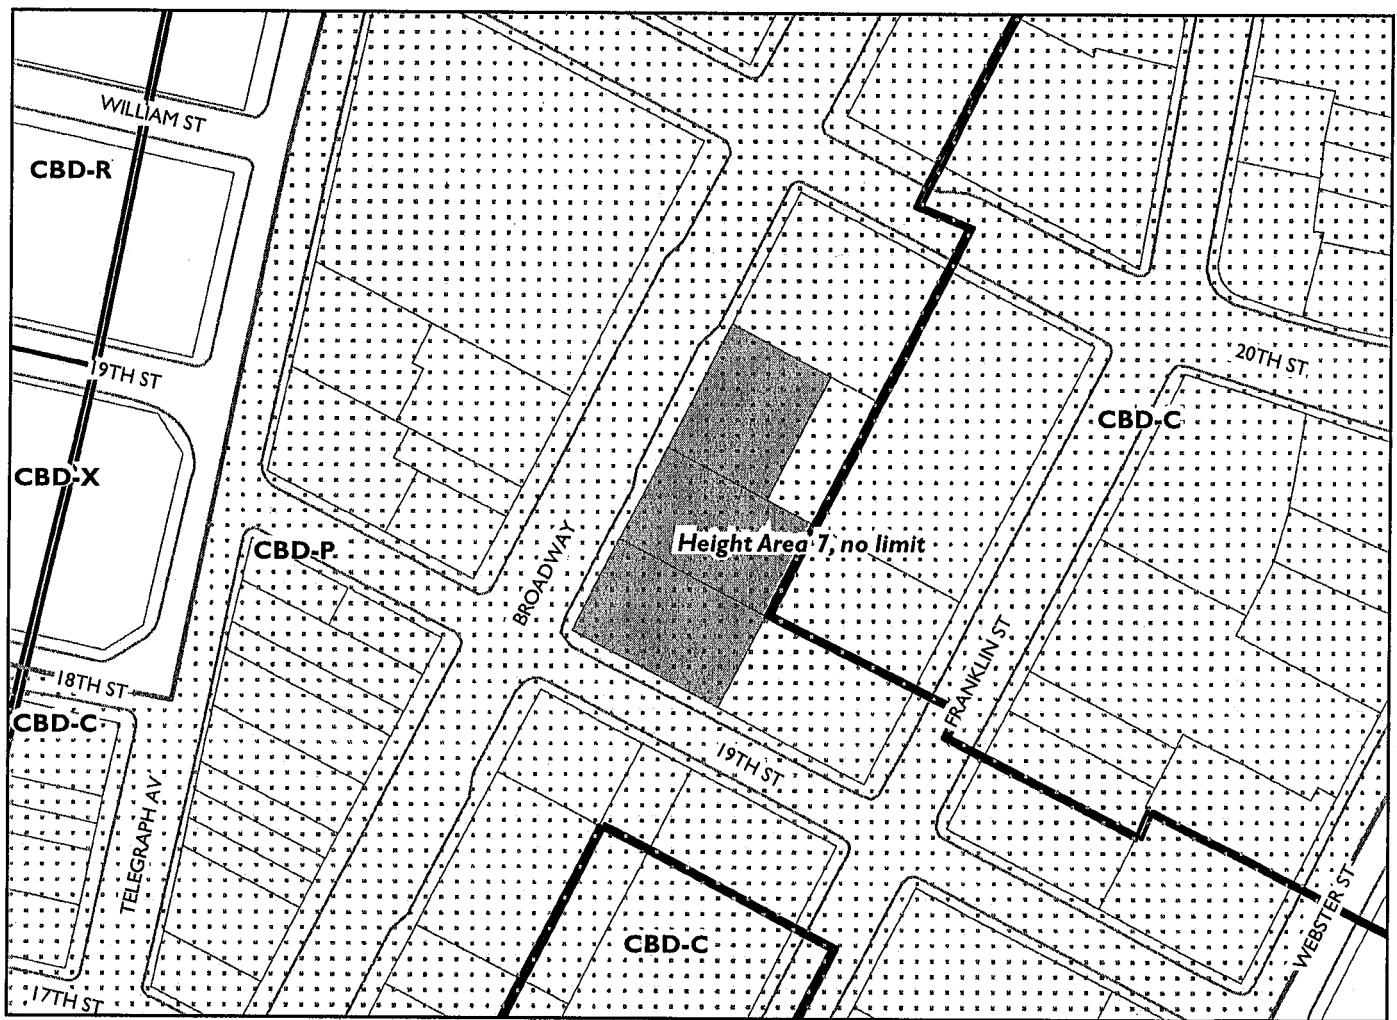 WILLIAM ST
CBD-R
19TH ST
20TH ST
CBD-C
CBD-X
CBD-P
BROADWAY
Height Area 7, no limit
FRANKLIN ST
18TH ST
CBD-C
19TH ST
TELEGRAPH AV
CBD-C
WEBSTER ST
17TH ST